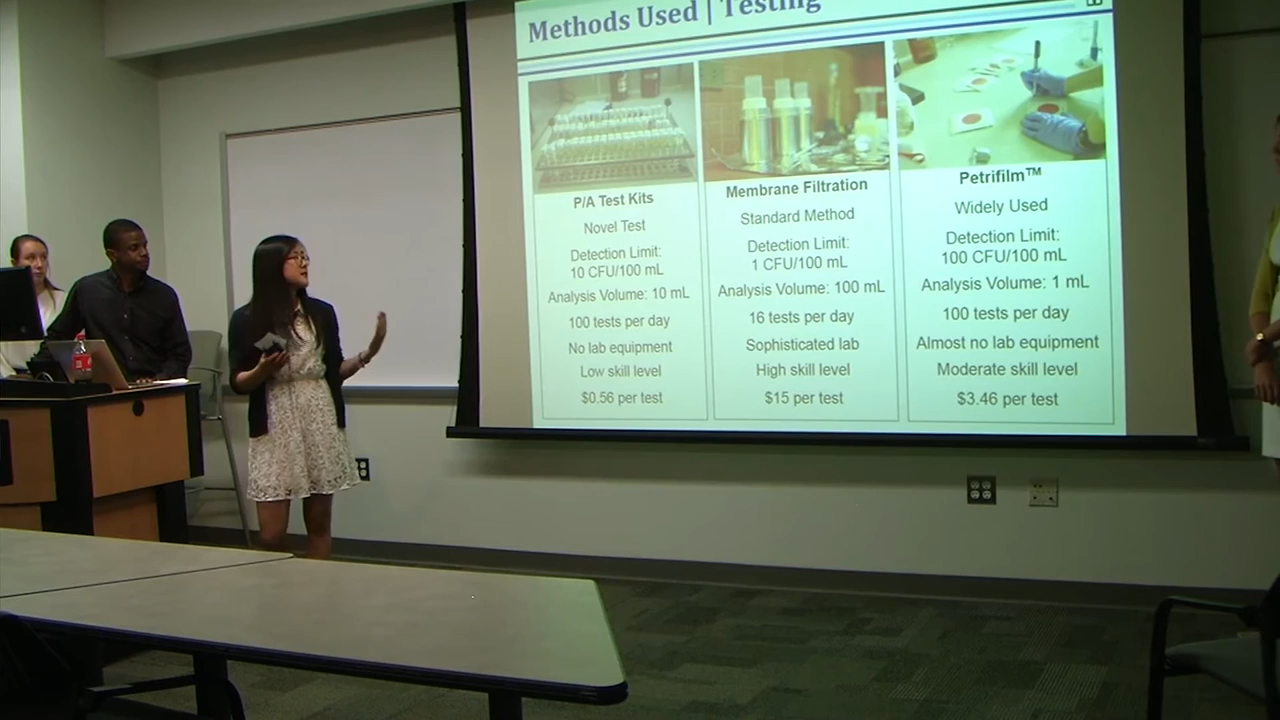 Methods Used | Testing
P/A Test Kits
Novel Test
Detection Limit:
10 CFU/100 mL
Analysis Volume: 10 mL
100 tests per day
No lab equipment
Low skill level
$0.56 per test
Membrane Filtration
Standard Method
Detection Limit:
1 CFU/100 mL
Analysis Volume: 100 mL
16 tests per day
Sophisticated lab
High skill level
$15 per test
Petrifilm™
Widely Used
Detection Limit:
100 CFU/100 mL
Analysis Volume: 1 mL
100 tests per day
Almost no lab equipment
Moderate skill level
$3.46 per test